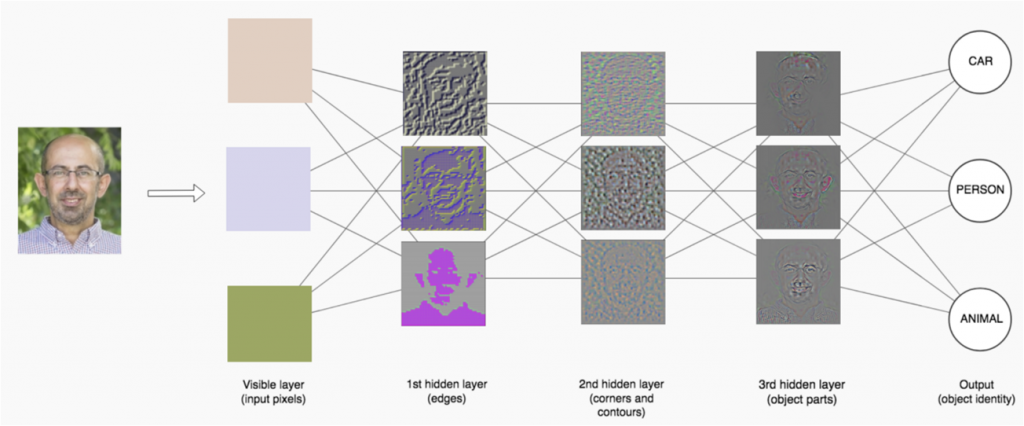 CAR
PERSON
ANIMAL
Visible layer
(input pixels)
1st hidden layer
(edges)
2nd hidden layer
(corners and
contours)
3rd hidden layer
(object parts)
Output
(object identity)